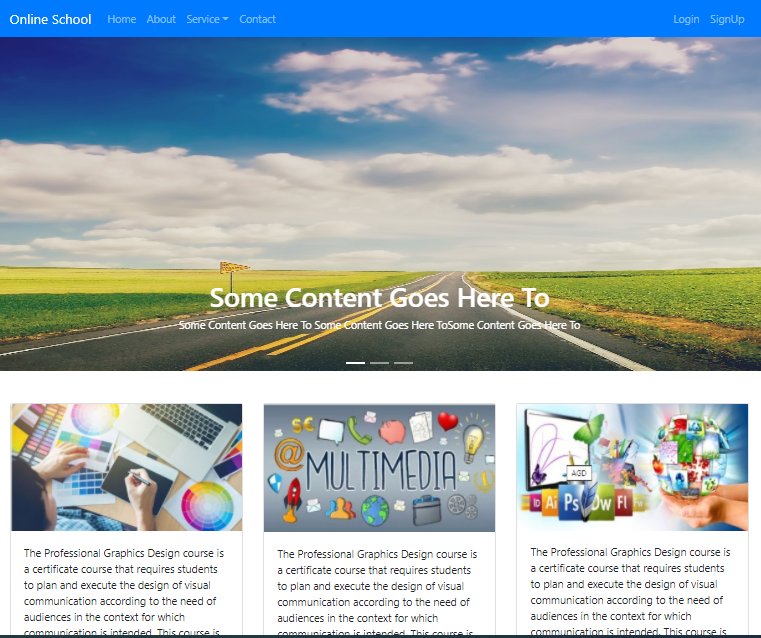 Online School Home About Service Contact Login SignUp
Some Content Goes Here To
Some Content Goes Here To Some Content Goes Here ToSome Content Goes Here To
@MULTIMEDIA
AGD
ID Ai Ps Dw Fl
The Professional Graphics Design course is
a certificate course that requires students
to plan and execute the design of visual
communication according to the need of
audiences in the context for which
communication is intended. This course is
The Professional Graphics Design course is
a certificate course that requires students
to plan and execute the design of visual
communication according to the need of
audiences in the context for which
communication is intended. This course is
The Professional Graphics Design course is
a certificate course that requires students
to plan and execute the design of visual
communication according to the need of
audiences in the context for which
communication is intended. This course is